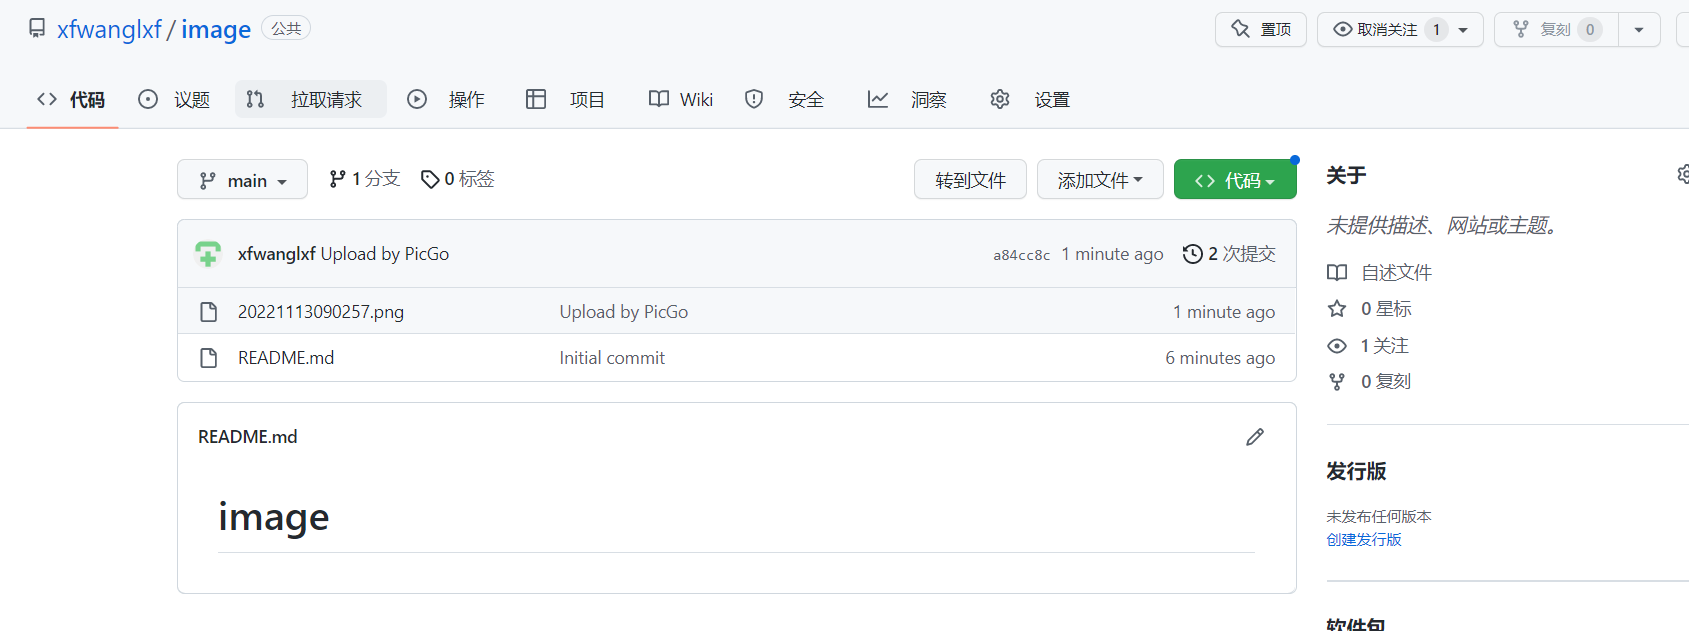 xfwanglxf / image 公共 置顶 取消关注 1 复刻 0
代码 议题 拉取请求 操作 项目 Wiki 安全 洞察 设置
main 1 分支 0 标签 转到文件 添加文件 代码
xfwanglxf Upload by PicGo a84cc8c 1 minute ago 2 次提交
20221113090257.png Upload by PicGo 1 minute ago
README.md Initial commit 6 minutes ago
README.md
image
关于
未提供描述、网站或主题。
自述文件
0 星标
1 关注
0 复刻
发行版
未发布任何版本
创建发行版
软件包